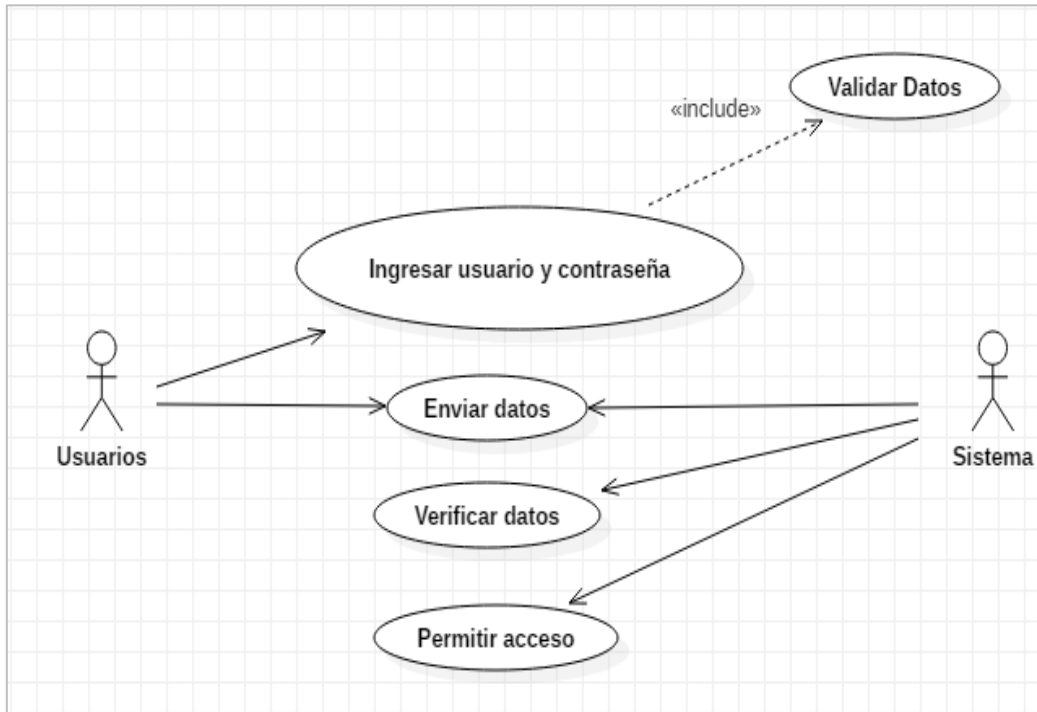 Validar Datos
«include»
Ingresar usuario y contraseña
Enviar datos
Usuarios
Sistema
Verificar datos
Permitir acceso